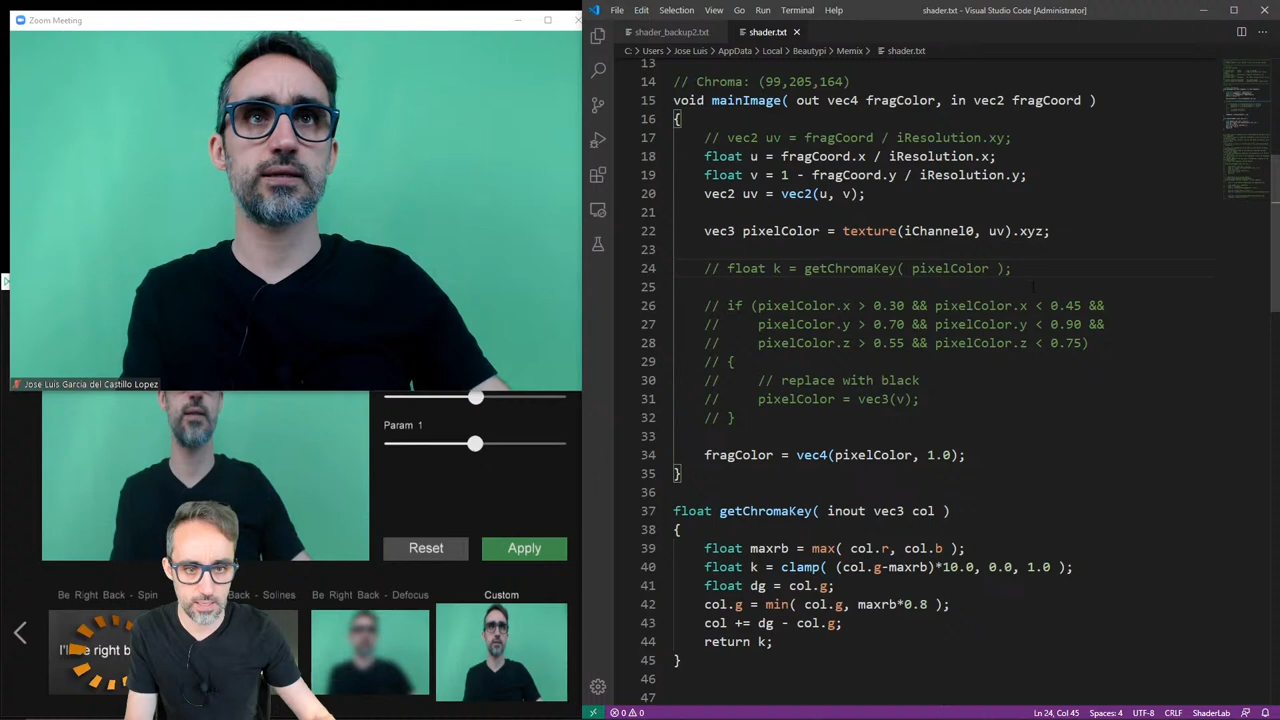 Zoom Meeting
Jose Luis Garcia del Castillo Lopez
Param 1
Reset
Apply
Be Right Back - Spin
Back - So
nes
Be Right Back - Defocus
Custom
I'll
e right b
File Edit Selection View Go Run Terminal Help
shader.txt - Visual Studio Code [Administrator]
shader_backup2.txt
shader.txt
C: > Users > Jose Luis > AppData > Local > Beautypi > Memix > shader.txt
13
14 // Chroma: (99,205,164)
15 void mainImage( out vec4 fragColor, in vec2 fragCoord )
16 {
17 // vec2 uv = fragCoord / iResolution.xy;
18 float u = fragCoord.x / iResolution.x;
19 float v = 1. - fragCoord.y / iResolution.y;
20 vec2 uv = vec2(u, v);
21
22 vec3 pixelColor = texture(iChannel0, uv).xyz;
23
24 // float k = getChromaKey( pixelColor );
25
26 // if (pixelColor.x > 0.30 && pixelColor.x < 0.45 &&
27 // pixelColor.y > 0.70 && pixelColor.y < 0.90 &&
28 // pixelColor.z > 0.55 && pixelColor.z < 0.75)
29 // {
30 // // replace with black
31 // pixelColor = vec3(v);
32 // }
33
34 fragColor = vec4(pixelColor, 1.0);
35 }
36
37 float getChromaKey( inout vec3 col )
38 {
39 float maxrb = max( col.r, col.b );
40 float k = clamp( (col.g-maxrb)*10.0, 0.0, 1.0 );
41 float dg = col.g;
42 col.g = min( col.g, maxrb*0.8 );
43 col += dg - col.g;
44 return k;
45 }
46
47
0 0
Ln 24, Col 45 Spaces: 4 UTF-8 CRLF ShaderLab